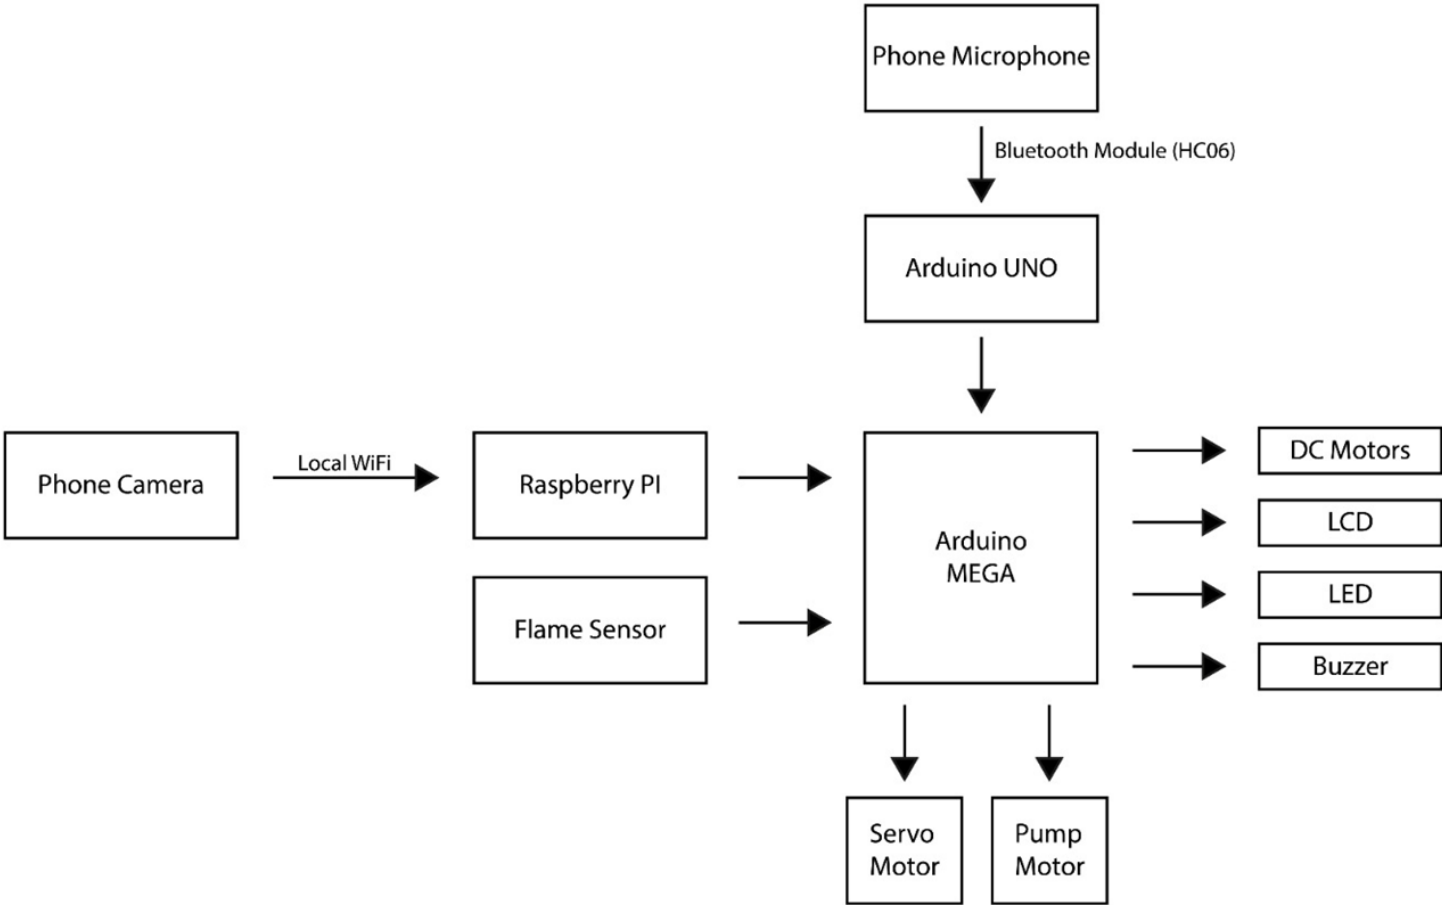 Phone Microphone
Bluetooth Module (HC06)
Arduino UNO
Phone Camera
Local WiFi
Raspberry PI
Flame Sensor
Arduino
MEGA
DC Motors
LCD
LED
Buzzer
Servo
Motor
Pump
Motor